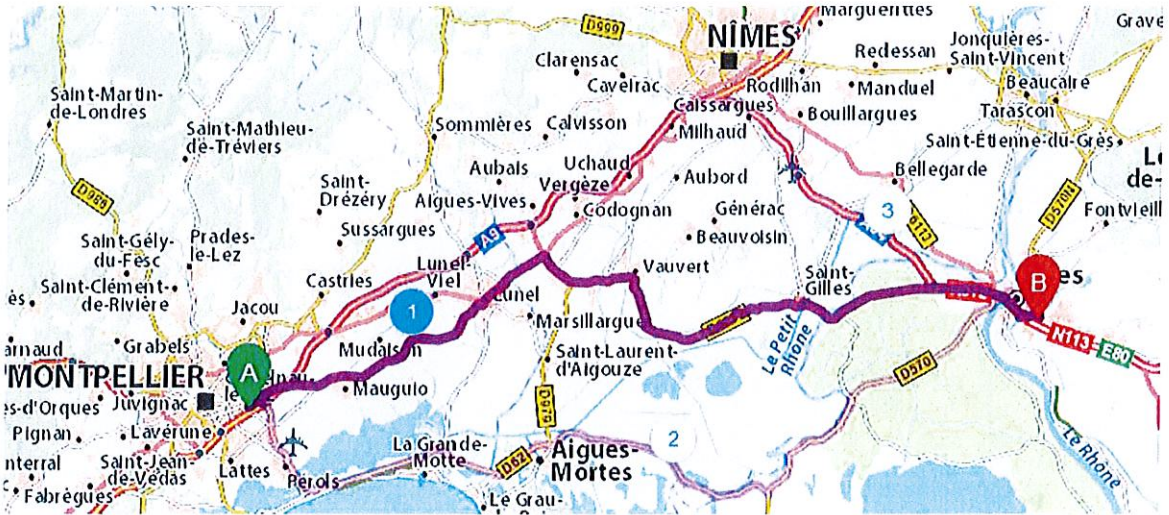 Marguerittes
NÎMES
D999
Clarensac
Caveirac
Redessan
Jonquières-
Saint-Vincent
Beaucaire
Tarascon
Rodilhan
Manduel
Saint-Martin-
de-Londres
Saint-Mathieu-
de-Tréviers
Sommières
Calvisson
Caissargues
Milhaud
Bouillargues
Saint-Etienne-du-Grès
Aubais
Uchaud
Vergèze
Aubord
Bellegarde
D986
Saint-
Drézéry
Aigues-Vives
Codognan
Générac
Beauvoisin
3
D570N
Saint-Gély-
du-Fesc
Prades-
le-Lez
Sussargues
A9
Saint-Clément-
de-Rivière
Castries
Lunel-
Viel
Vauvert
Saint-
Gilles
B
Jacou
1
Lunel
Grabels
Mudaison
Le Petit
Rhône
N113
E80
MONTPELLIER
A
Mauguio
Saint-Laurent-
d'Aigouze
D570
Juvignac
Pignan
Lavérune
D979
2
Saint-Jean-
de-Védas
Lattes
Pérols
La Grande-
Motte
D62
Aigues-
Mortes
Le Rhône
Fabrègues
Le Grau-